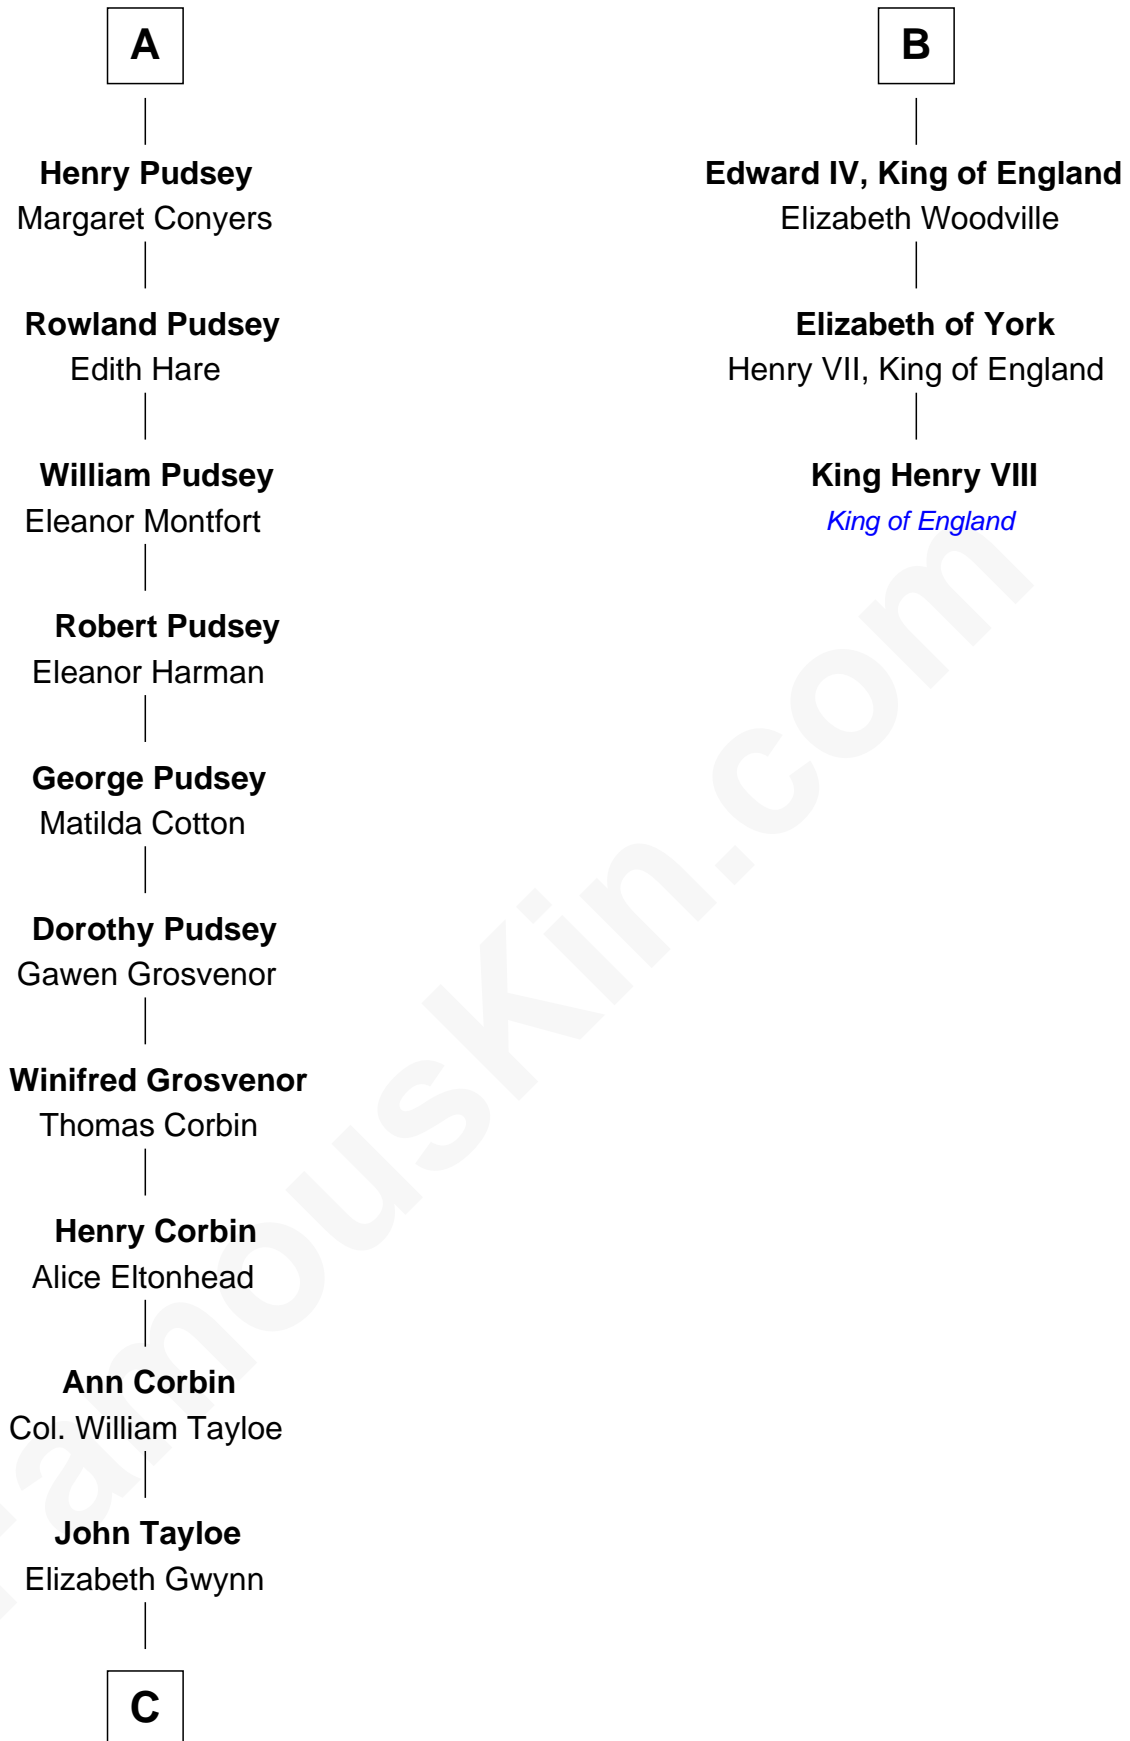 A
Henry Pudsey
Margaret Conyers
Rowland Pudsey
Edith Hare
William Pudsey
Eleanor Montfort
Robert Pudsey
Eleanor Harman
George Pudsey
Matilda Cotton
Dorothy Pudsey
Gawen Grosvenor
Winifred Grosvenor
Thomas Corbin
Henry Corbin
Alice Eltonhead
Ann Corbin
Col. William Tayloe
John Tayloe
Elizabeth Gwynn
C
B
Edward IV, King of England
Elizabeth Woodville
Elizabeth of York
Henry VII, King of England
King Henry VIII
King of England
FamousKin.com